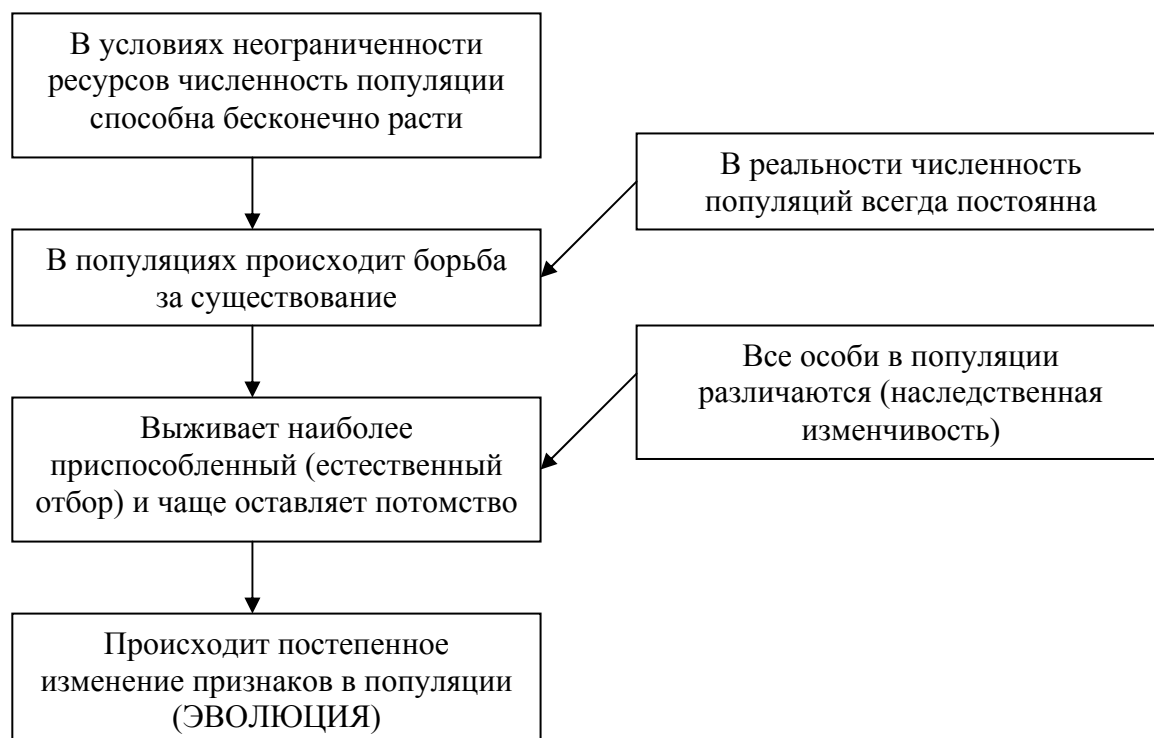 В условиях неограниченности
ресурсов численность популяции
способна бесконечно расти
В реальности численность
популяций всегда постоянна
В популяциях происходит борьба
за существование
Все особи в популяции
различаются (наследственная
изменчивость)
Выживает наиболее
приспособленный (естественный
отбор) и чаще оставляет потомство
Происходит постепенное
изменение признаков в популяции
(ЭВОЛЮЦИЯ)